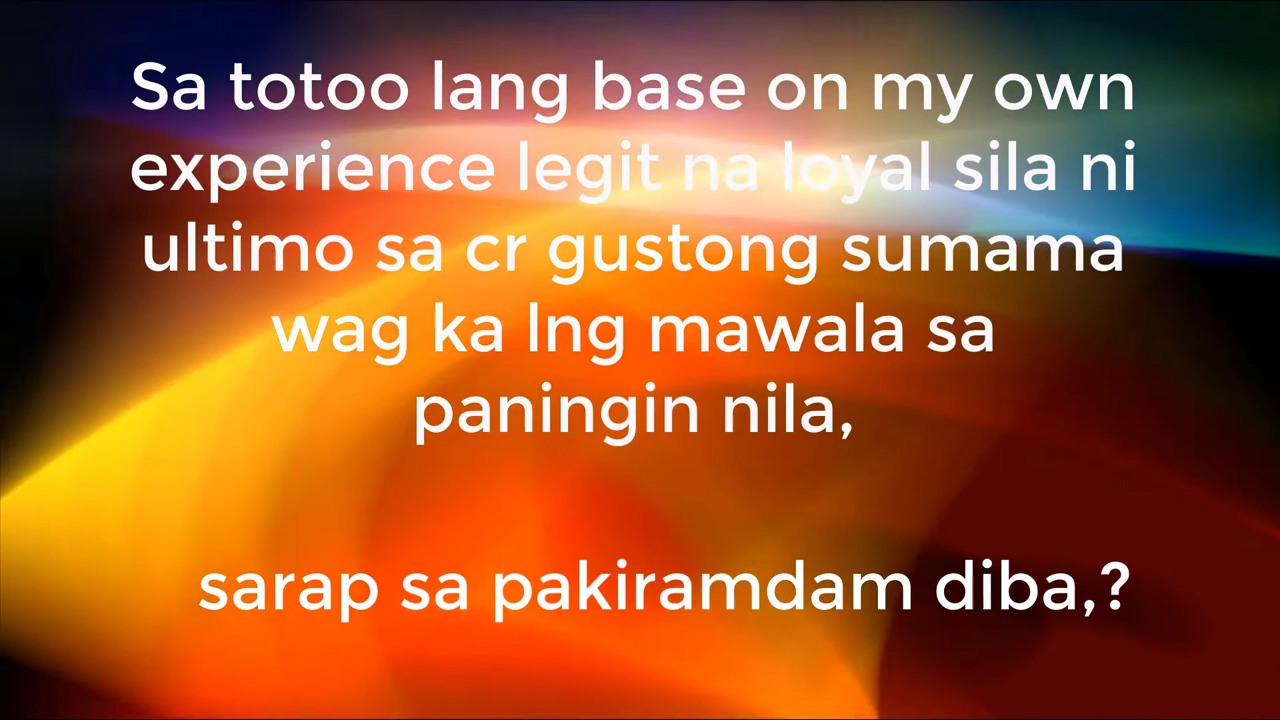 Sa totoo lang base on my own
experience legit na loyal sila ni
ultimo sa cr gustong sumama
wag ka lng mawala sa
paningin nila,
sarap sa pakiramdam diba,?